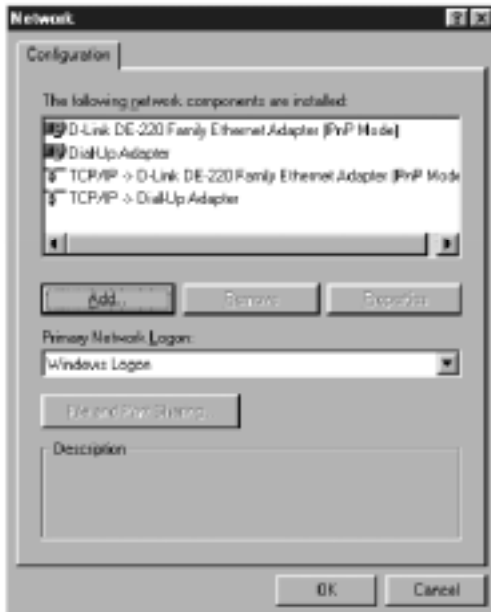 Network
Configuration
The following network components are installed:
D-Link DE-220 Family Ethernet Adapter (PnP Mode)
Dial-Up Adapter
TCP/IP -> D-Link DE-220 Family Ethernet Adapter (PnP Mode
TCP/IP -> Dial-Up Adapter
Add... Remove Properties
Primary Network Logon:
Windows Logon
File and Print Sharing...
Description
OK Cancel